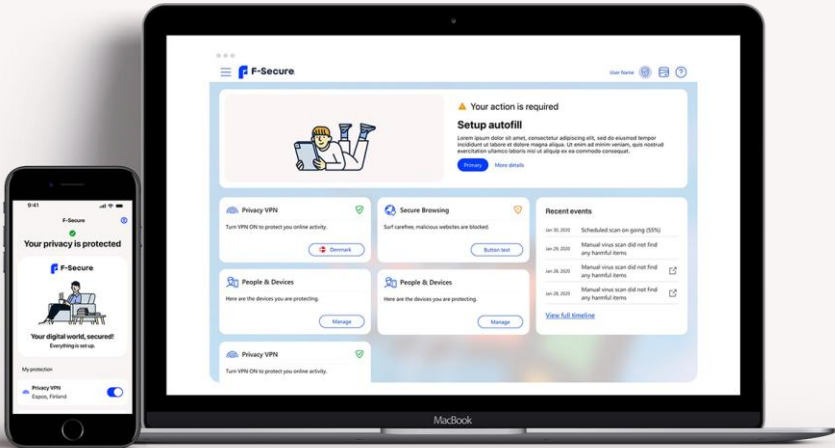 F-Secure
User Name
Your action is required
Setup autofill
Lorem ipsum dolor sit amet, consectetur adipiscing elit, sed do eiusmod tempor
incididunt ut labore et dolore magna aliqua. Ut enim ad minim veniam, quis nostrud
exercitation ullamco laboris nisi ut aliquip ex ea commodo consequat.
Primary More details
Privacy VPN
Turn VPN ON to protect you online activity.
Denmark
Secure Browsing
Surf carefree, malicious websites are blocked.
Button text
Recent events
Jan 30, 2020 Scheduled scan on going (55%)
Jan 29, 2020 Manual virus scan did not find
any harmful items
Jan 28, 2020 Manual virus scan did not find
any harmful items
Jan 28, 2020 Manual virus scan did not find
any harmful items
View full timeline
People & Devices
Here are the devices you are protecting.
Manage
People & Devices
Here are the devices you are protecting.
Manage
Privacy VPN
Turn VPN ON to protect you online activity.
MacBook
9:41
F-Secure
Your privacy is protected
F-Secure
Your digital world, secured!
Everything is set up.
My protection
Privacy VPN
Espoo, Finland